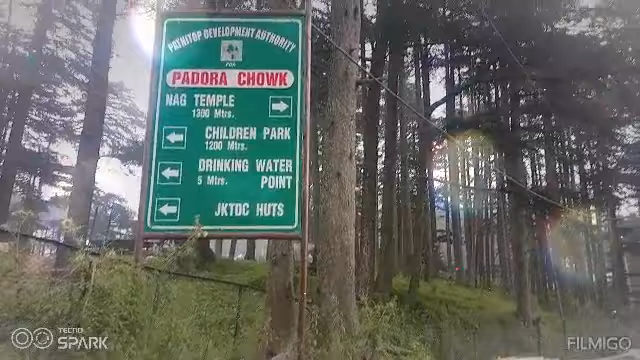 PATNITOP DEVELOPMENT AUTHORITY
PADORA CHOWK
NAG TEMPLE
1300 Mtrs.
CHILDREN PARK
1200 Mtrs.
DRINKING WATER
5 Mtrs. POINT
JKTDC HUTS
TECNO
SPARK
FILMIGO